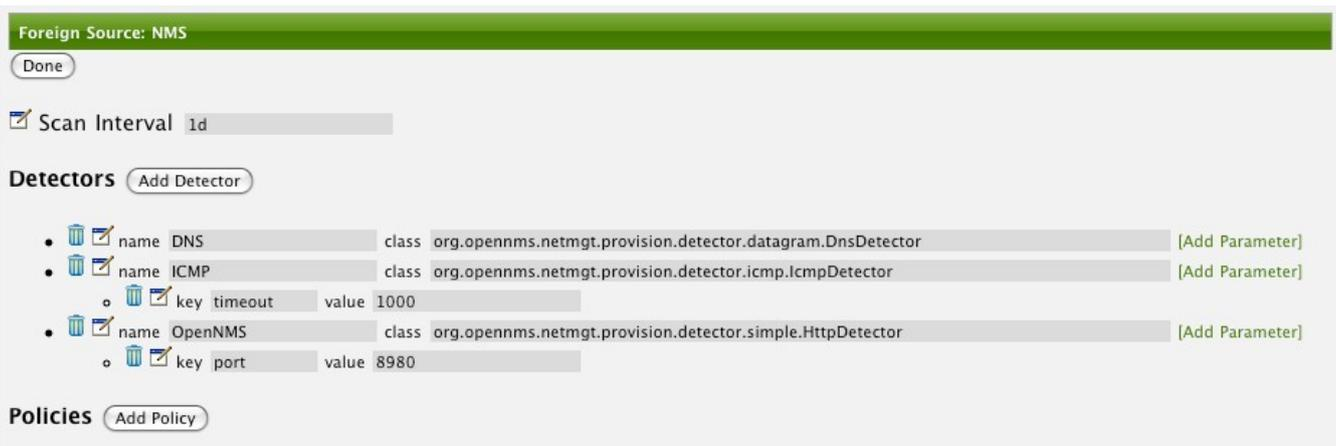 Foreign Source: NMS
Done
Scan Interval 1d
Detectors Add Detector
name DNS class org.opennms.netmgt.provision.detector.datagram.DnsDetector [Add Parameter]
name ICMP class org.opennms.netmgt.provision.detector.icmp.IcmpDetector [Add Parameter]
key timeout value 1000
name OpenNMS class org.opennms.netmgt.provision.detector.simple.HttpDetector [Add Parameter]
key port value 8980
Policies Add Policy